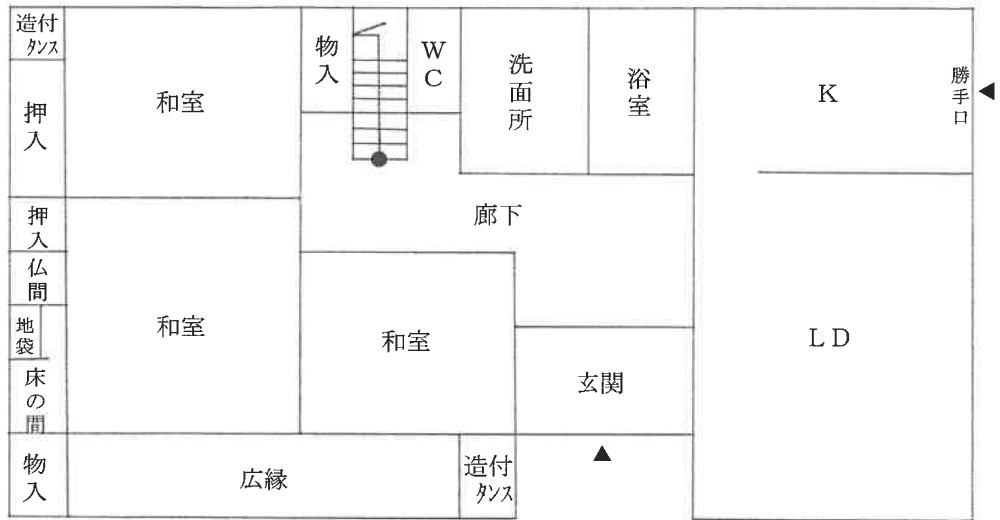 造付
タンス
押入
和室
物入
WC
洗面所
浴室
K
勝手口
押入
廊下
仏間
地袋
床の間
和室
和室
LD
玄関
物入
広縁
造付
タンス